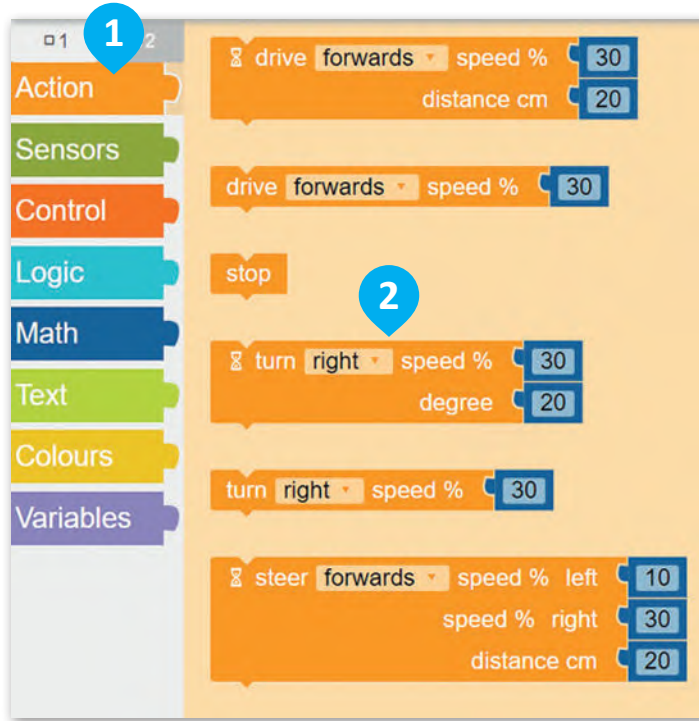 1
1
2
Action
Sensors
Control
Logic
Math
Text
Colours
Variables
drive forwards speed % 30
distance cm 20
drive forwards speed % 30
stop
2
turn right speed % 30
degree 20
turn right speed % 30
steer forwards speed % left 10
speed % right 30
distance cm 20